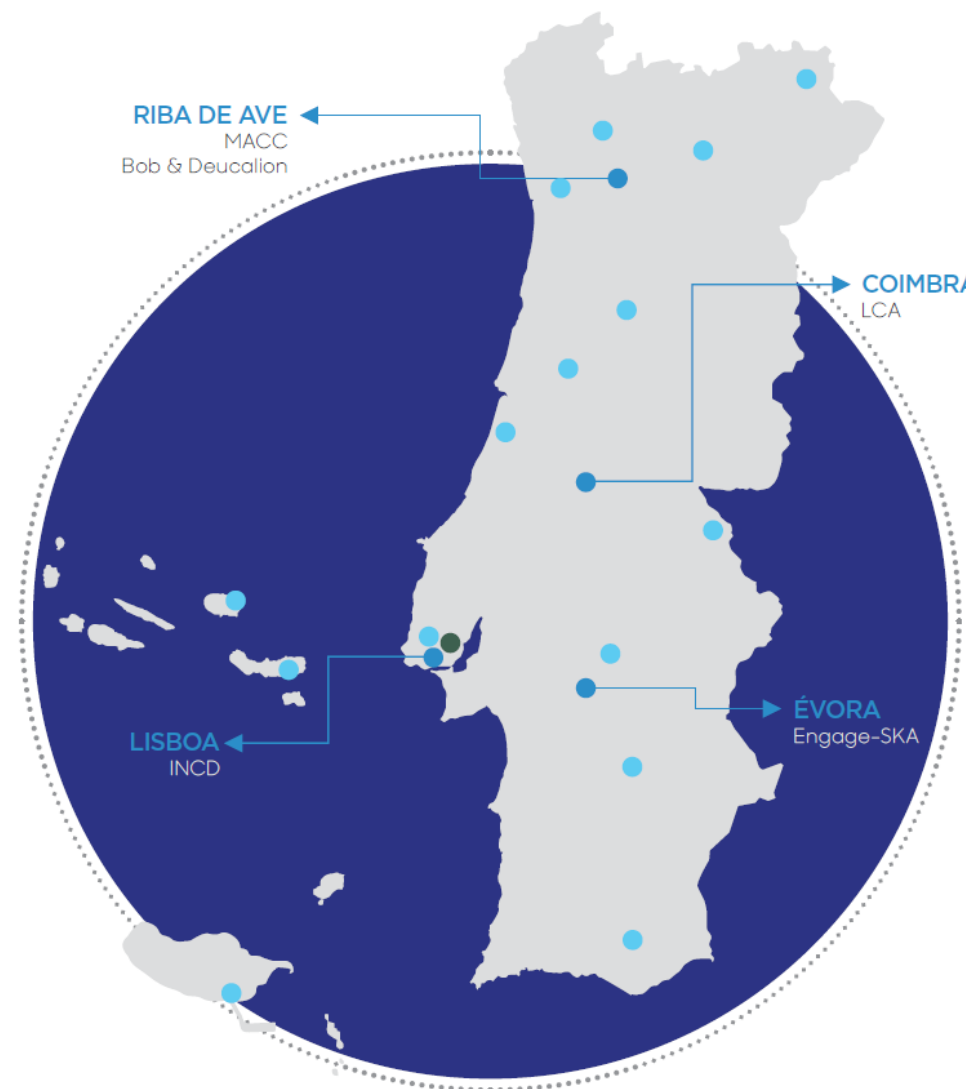 RIBA DE AVE
MACC
Bob & Deucalion
COIMBRA
LCA
ÉVORA
Engage-SKA
LISBOA
INCD